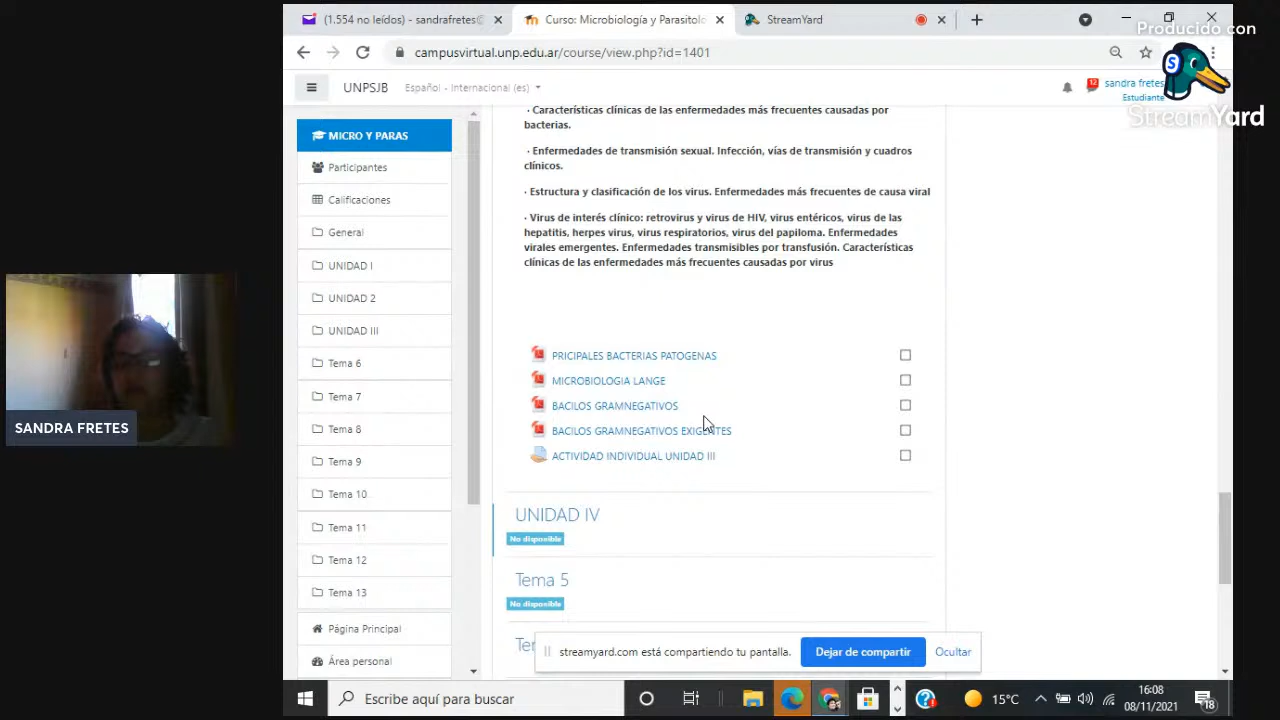 Producido con
StreamYard
(1.554 no leídos) - sandrafretes@
Curso: Microbiología y Parasitolo
StreamYard
campusvirtual.unp.edu.ar/course/view.php?id=1401
UNPSJB
Español - Internacional (es)
12
sandra fretes
Estudiante
MICRO Y PARAS
Participantes
Calificaciones
General
UNIDAD I
UNIDAD 2
UNIDAD III
Tema 6
Tema 7
Tema 8
Tema 9
Tema 10
Tema 11
Tema 12
Tema 13
Página Principal
Área personal
· Características clínicas de las enfermedades más frecuentes causadas por
bacterias.
· Enfermedades de transmisión sexual. Infección, vías de transmisión y cuadros
clínicos.
· Estructura y clasificación de los virus. Enfermedades más frecuentes de causa viral
· Virus de interés clínico: retrovirus y virus de HIV, virus entéricos, virus de las
hepatitis, herpes virus, virus respiratorios, virus del papiloma. Enfermedades
virales emergentes. Enfermedades transmisibles por transfusión. Características
clínicas de las enfermedades más frecuentes causadas por virus
PRICIPALES BACTERIAS PATOGENAS
MICROBIOLOGIA LANGE
BACILOS GRAMNEGATIVOS
BACILOS GRAMNEGATIVOS EXIGENTES
ACTIVIDAD INDIVIDUAL UNIDAD III
UNIDAD IV
No disponible
Tema 5
No disponible
streamyard.com está compartiendo tu pantalla.
Dejar de compartir
Ocultar
SANDRA FRETES
Escribe aquí para buscar
15°C
16:08
08/11/2021
18